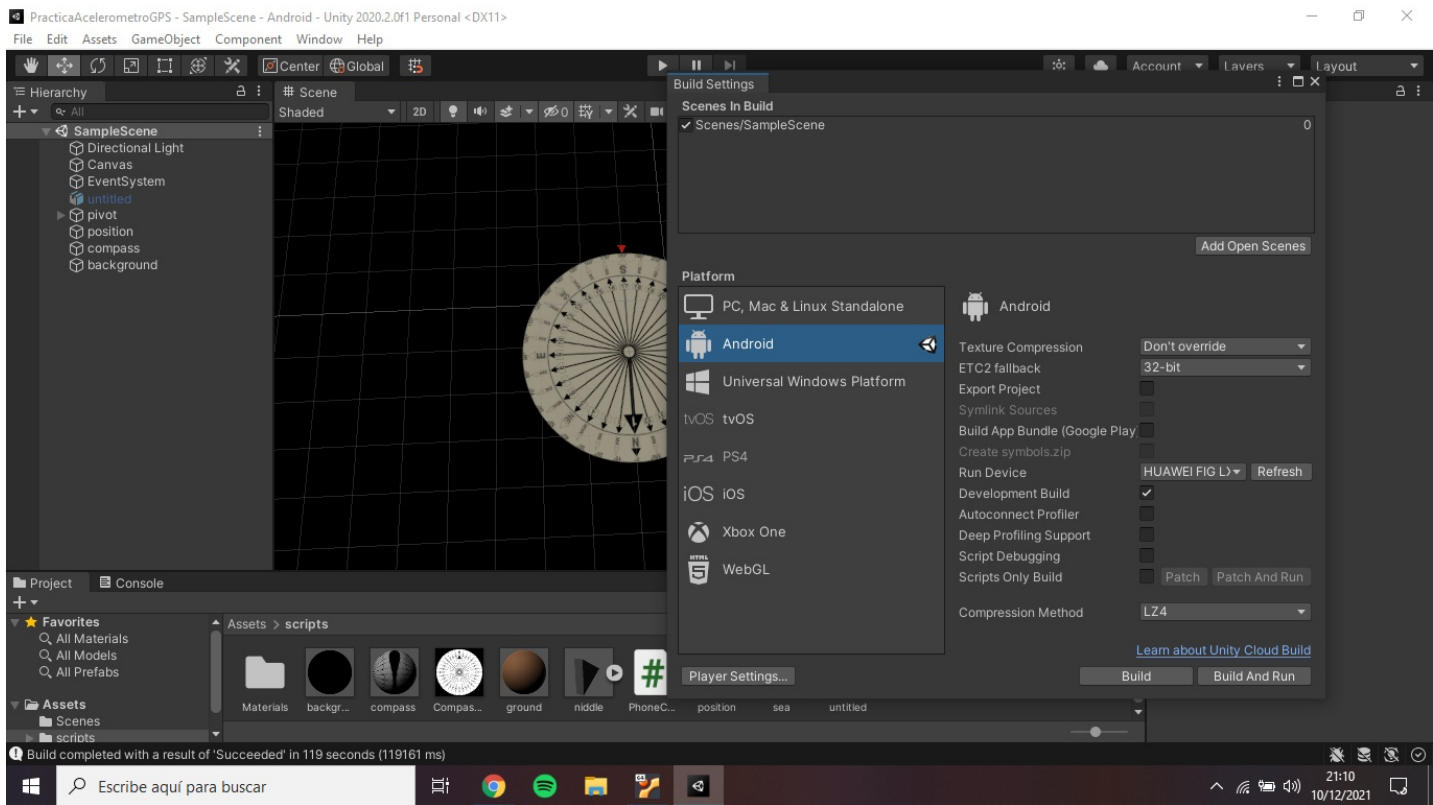 PracticaAcelerometroGPS - SampleScene - Android - Unity 2020.2.0f1 Personal <DX11>
File Edit Assets GameObject Component Window Help
Center Global Account Layers Layout
Hierarchy
All
SampleScene
Directional Light
Canvas
EventSystem
untitled
pivot
position
compass
background
Scene
Shaded 2D 0
S
E
N
Build Settings
Scenes In Build
Scenes/SampleScene 0
Add Open Scenes
Platform
PC, Mac & Linux Standalone
Android
Universal Windows Platform
tvOS tvOS
PS4 PS4
iOS iOS
Xbox One
HTML 5 WebGL
Android
Texture Compression Don't override
ETC2 fallback 32-bit
Export Project
Symlink Sources
Build App Bundle (Google Play
Create symbols.zip
Run Device HUAWEI FIG Refresh
Development Build
Autoconnect Profiler
Deep Profiling Support
Script Debugging
Scripts Only Build Patch Patch And Run
Compression Method LZ4
Learn about Unity Cloud Build
Player Settings... Build Build And Run
Project Console
Favorites
All Materials
All Models
All Prefabs
Assets
Scenes
scripts
Assets > scripts
Materials backgr... compass Compas... ground niddle PhoneC... position sea untitled
Build completed with a result of 'Succeeded' in 119 seconds (119161 ms)
Escribe aquí para buscar
21:10
10/12/2021